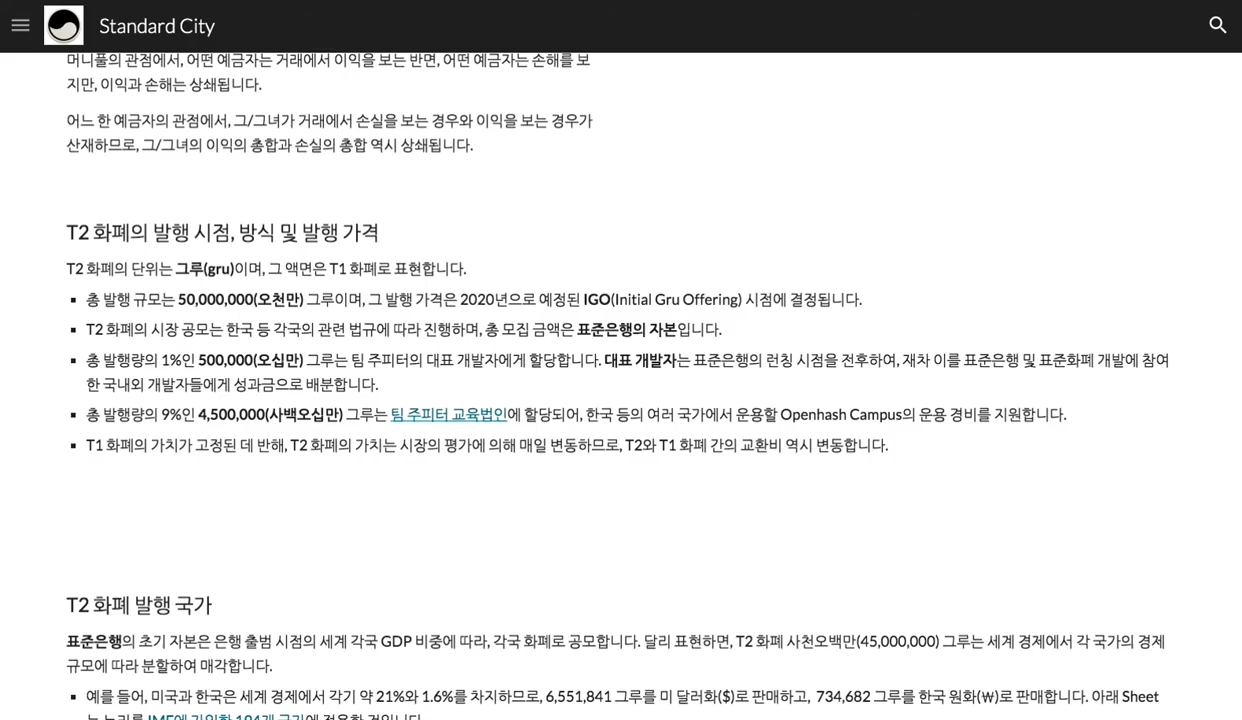 Standard City
머니풀의 관점에서, 어떤 예금자는 거래에서 이익을 보는 반면, 어떤 예금자는 손해를 보
지만, 이익과 손해는 상쇄됩니다.
어느 한 예금자의 관점에서, 그/그녀가 거래에서 손실을 보는 경우와 이익을 보는 경우가
산재하므로, 그/그녀의 이익의 총합과 손실의 총합 역시 상쇄됩니다.
T2 화폐의 발행 시점, 방식 및 발행 가격
T2 화폐의 단위는 그루(gru)이며, 그 액면은 T1 화폐로 표현합니다.
▪ 총 발행 규모는 50,000,000(오천만) 그루이며, 그 발행 가격은 2020년으로 예정된 IGO(Initial Gru Offering) 시점에 결정됩니다.
▪ T2 화폐의 시장 공모는 한국 등 각국의 관련 법규에 따라 진행하며, 총 모집 금액은 표준은행의 자본입니다.
▪ 총 발행량의 1%인 500,000(오십만) 그루는 팀 주피터의 대표 개발자에게 할당합니다. 대표 개발자는 표준은행의 런칭 시점을 전후하여, 재차 이를 표준은행 및 표준화폐 개발에 참여
한 국내외 개발자들에게 성과금으로 배분합니다.
▪ 총 발행량의 9%인 4,500,000(사백오십만) 그루는 팀 주피터 교육법인에 할당되어, 한국 등의 여러 국가에서 운용할 Openhash Campus의 운용 경비를 지원합니다.
▪ T1 화폐의 가치가 고정된 데 반해, T2 화폐의 가치는 시장의 평가에 의해 매일 변동하므로, T2와 T1 화폐 간의 교환비 역시 변동합니다.
T2 화폐 발행 국가
표준은행의 초기 자본은 은행 출범 시점의 세계 각국 GDP 비중에 따라, 각국 화폐로 공모합니다. 달리 표현하면, T2 화폐 사천오백만(45,000,000) 그루는 세계 경제에서 각 국가의 경제
규모에 따라 분할하여 매각합니다.
▪ 예를 들어, 미국과 한국은 세계 경제에서 각기 약 21%와 1.6%를 차지하므로, 6,551,841 그루를 미 달러화($)로 판매하고, 734,682 그루를 한국 원화(₩)로 판매합니다. 아래 Sheet
는 논리를 IMF에 가입한 194개 국가에 적용한 것입니다.